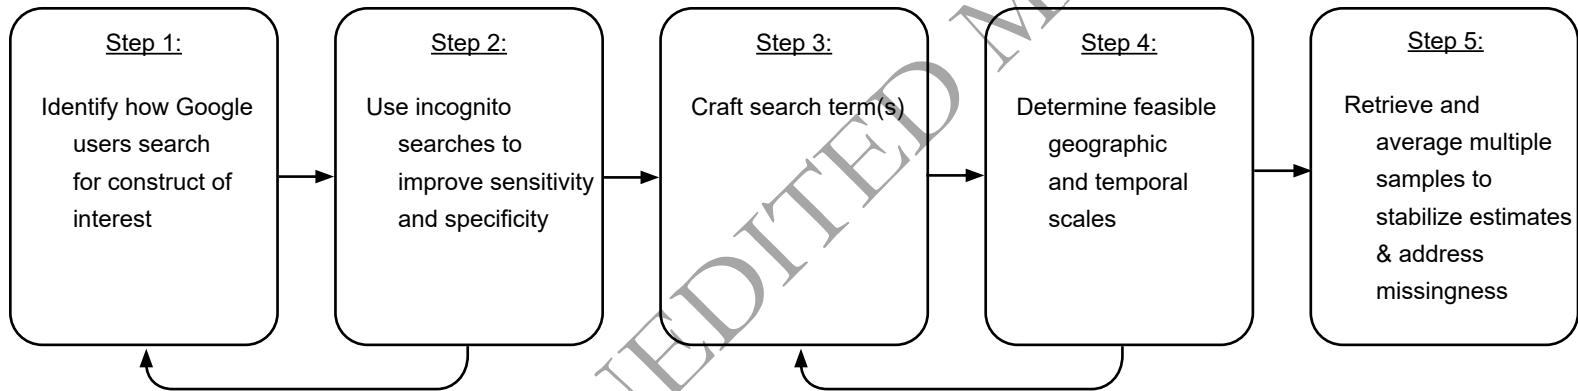 Step 1:
Identify how Google
users search
for construct of
interest
Step 2:
Use incognito
searches to
improve sensitivity
and specificity
Step 3:
Craft search term(s)
Step 4:
Determine feasible
geographic
and temporal
scales
Step 5:
Retrieve and
average multiple
samples to
stabilize estimates
& address
missingness